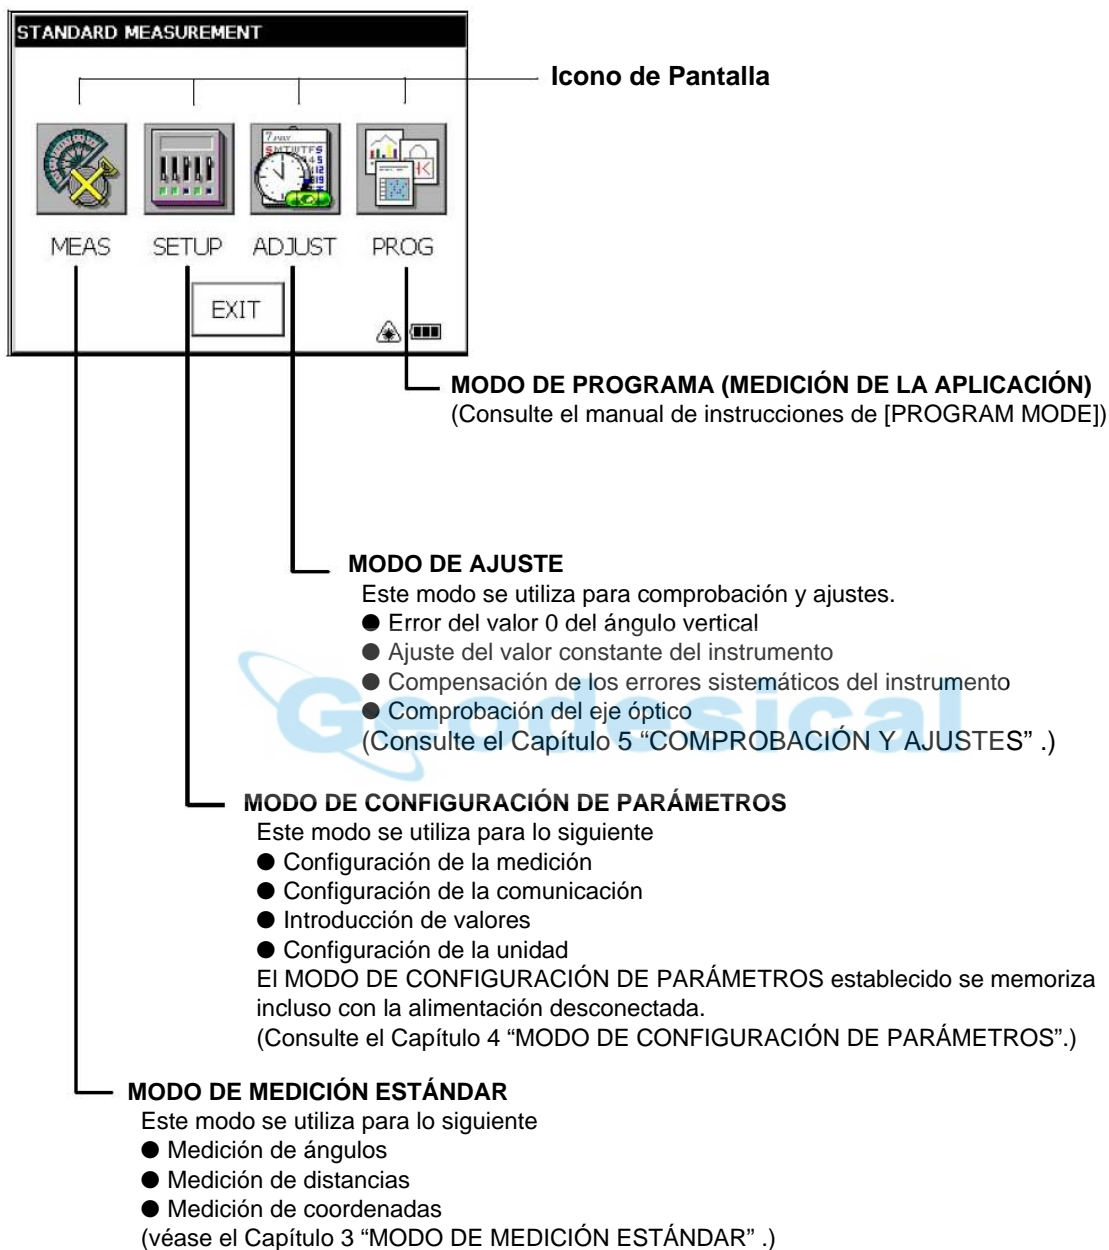 STANDARD MEASUREMENT
Icono de Pantalla
MEAS SETUP ADJUST PROG
EXIT
MODO DE PROGRAMA (MEDICIÓN DE LA APLICACIÓN)
(Consulte el manual de instrucciones de [PROGRAM MODE])
MODO DE AJUSTE
Este modo se utiliza para comprobación y ajustes.
● Error del valor 0 del ángulo vertical
● Ajuste del valor constante del instrumento
● Compensación de los errores sistemáticos del instrumento
● Comprobación del eje óptico
(Consulte el Capítulo 5 “COMPROBACIÓN Y AJUSTES” .)
Geodesical
MODO DE CONFIGURACIÓN DE PARÁMETROS
Este modo se utiliza para lo siguiente
● Configuración de la medición
● Configuración de la comunicación
● Introducción de valores
● Configuración de la unidad
El MODO DE CONFIGURACIÓN DE PARÁMETROS establecido se memoriza
incluso con la alimentación desconectada.
(Consulte el Capítulo 4 “MODO DE CONFIGURACIÓN DE PARÁMETROS”.)
MODO DE MEDICIÓN ESTÁNDAR
Este modo se utiliza para lo siguiente
● Medición de ángulos
● Medición de distancias
● Medición de coordenadas
(véase el Capítulo 3 “MODO DE MEDICIÓN ESTÁNDAR” .)